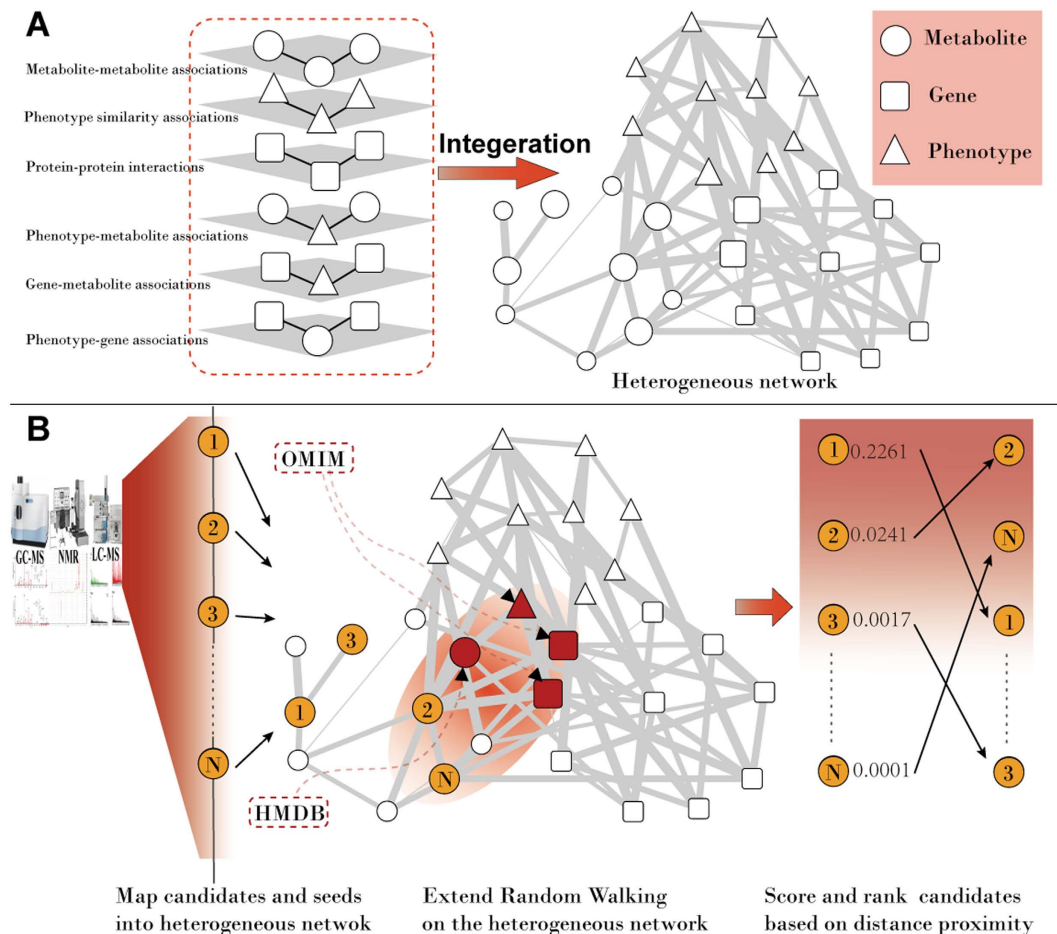 A
Metabolite-metabolite associations
Phenotype similarity associations
Protein-protein interactions
Phenotype-metabolite associations
Gene-metabolite associations
Phenotype-gene associations
Integeration
Heterogeneous network
Metabolite
Gene
Phenotype
B
GC-MS NMR LC-MS
1
2
3
N
OMIM
HMDB
3
1
2
N
1 0.2261 2
2 0.0241 N
3 0.0017 1
N 0.0001 3
Map candidates and seeds
into heterogeneous netwok
Extend Random Walking
on the heterogeneous network
Score and rank candidates
based on distance proximity